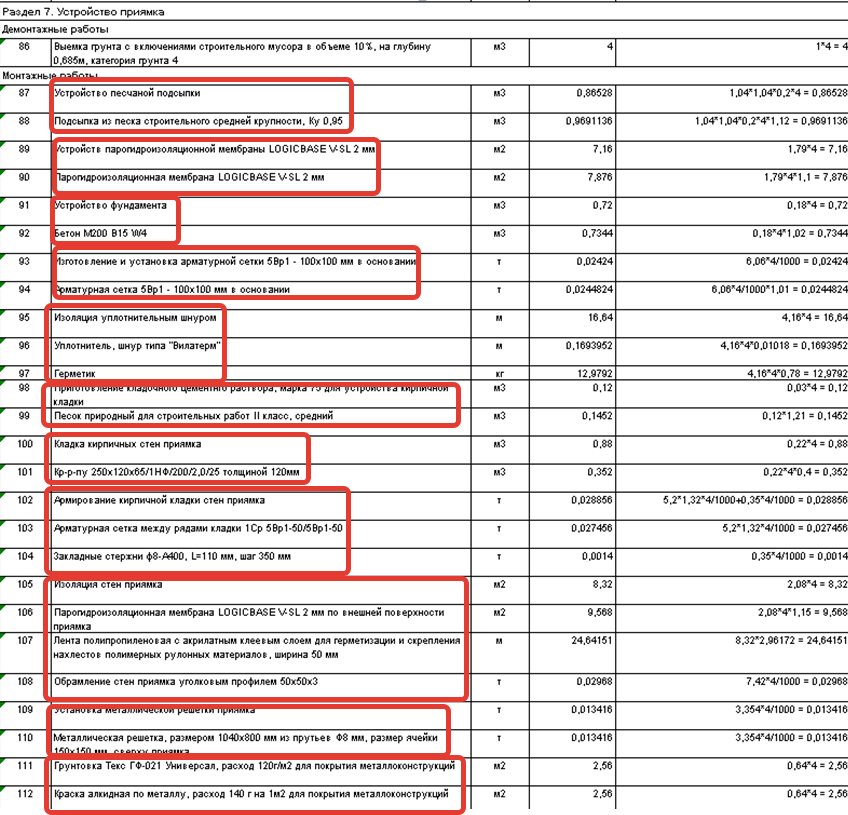 Раздел 7. Устройство приямка
Демонтажные работы
86 Выемка грунта с включениями строительного мусора в объеме 10%, на глубину м3 4 1*4 = 4
0,685м, категория грунта 4
Монтажные работы
87 Устройство песчаной подсыпки м3 0,86528 1,04*1,04*0,2*4 = 0,86528
88 Подсыпка из песка строительного средней крупности, Ку 0,95 м3 0,9691136 1,04*1,04*0,2*4*1,12 = 0,9691136
89 Устройств парогидроизоляционной мембраны LOGICBASE V-SL 2 мм м2 7,16 1,79*4 = 7,16
90 Парогидроизоляционная мембрана LOGICBASE V-SL 2 мм м2 7,876 1,79*4*1,1 = 7,876
91 Устройство фундамента м3 0,72 0,18*4 = 0,72
92 Бетон М200 В15 W4 м3 0,7344 0,18*4*1,02 = 0,7344
93 Изготовление и установка арматурной сетки 5Вр1 - 100х100 мм в основании т 0,02424 6,06*4/1000 = 0,02424
94 Арматурная сетка 5Вр1 - 100х100 мм в основании т 0,0244824 6,06*4/1000*1,01 = 0,0244824
95 Изоляция уплотнительным шнуром м 16,64 4,16*4 = 16,64
96 Уплотнитель, шнур типа "Вилатерм" м 0,1693952 4,16*4*0,01018 = 0,1693952
97 Герметик кг 12,9792 4,16*4*0,78 = 12,9792
98 Приготовление кладочного цементго раствора, марка 75 для устройства кирпичной м3 0,12 0,03*4 = 0,12
кладки
99 Песок природный для строительных работ II класс, средний м3 0,1452 0,12*1,21 = 0,1452
100 Кладка кирпичных стен приямка м3 0,88 0,22*4 = 0,88
101 Кр-р-пу 250х120х65/1НФ/200/2,0/25 толщиной 120мм м3 0,352 0,22*4*0,4 = 0,352
102 Армирование кирпичной кладки стен приямка т 0,028856 5,2*1,32*4/1000+0,35*4/1000 = 0,028856
103 Арматурная сетка между рядами кладки 1Ср 5Вр1-50/5Вр1-50 т 0,027456 5,2*1,32*4/1000 = 0,027456
104 Закладные стержни ф8-А400, L=110 мм, шаг 350 мм т 0,0014 0,35*4/1000 = 0,0014
105 Изоляция стен приямка м2 8,32 2,08*4 = 8,32
106 Парогидроизоляционная мембрана LOGICBASE V-SL 2 мм по внешней поверхности м2 9,568 2,08*4*1,15 = 9,568
приямка
107 Лента полипропиленовая с акрилатным клеевым слоем для герметизации и скрепления м 24,64151 8,32*2,96172 = 24,64151
нахлестов полимерных рулонных материалов, ширина 50 мм
108 Обрамление стен приямка уголковым профилем 50х50х3 т 0,02968 7,42*4/1000 = 0,02968
109 Установка металлической решетки приямка т 0,013416 3,354*4/1000 = 0,013416
110 Металлическая решетка, размером 1040х800 мм из прутьев Ф8 мм, размер ячейки т 0,013416 3,354*4/1000 = 0,013416
150х150 мм, сверху приямка
111 Грунтовка Текс ГФ-021 Универсал, расход 120г/м2 для покрытия металлоконструкций м2 2,56 0,64*4 = 2,56
112 Краска алкидная по металлу, расход 140 г на 1м2 для покрытия металлоконструкций м2 2,56 0,64*4 = 2,56